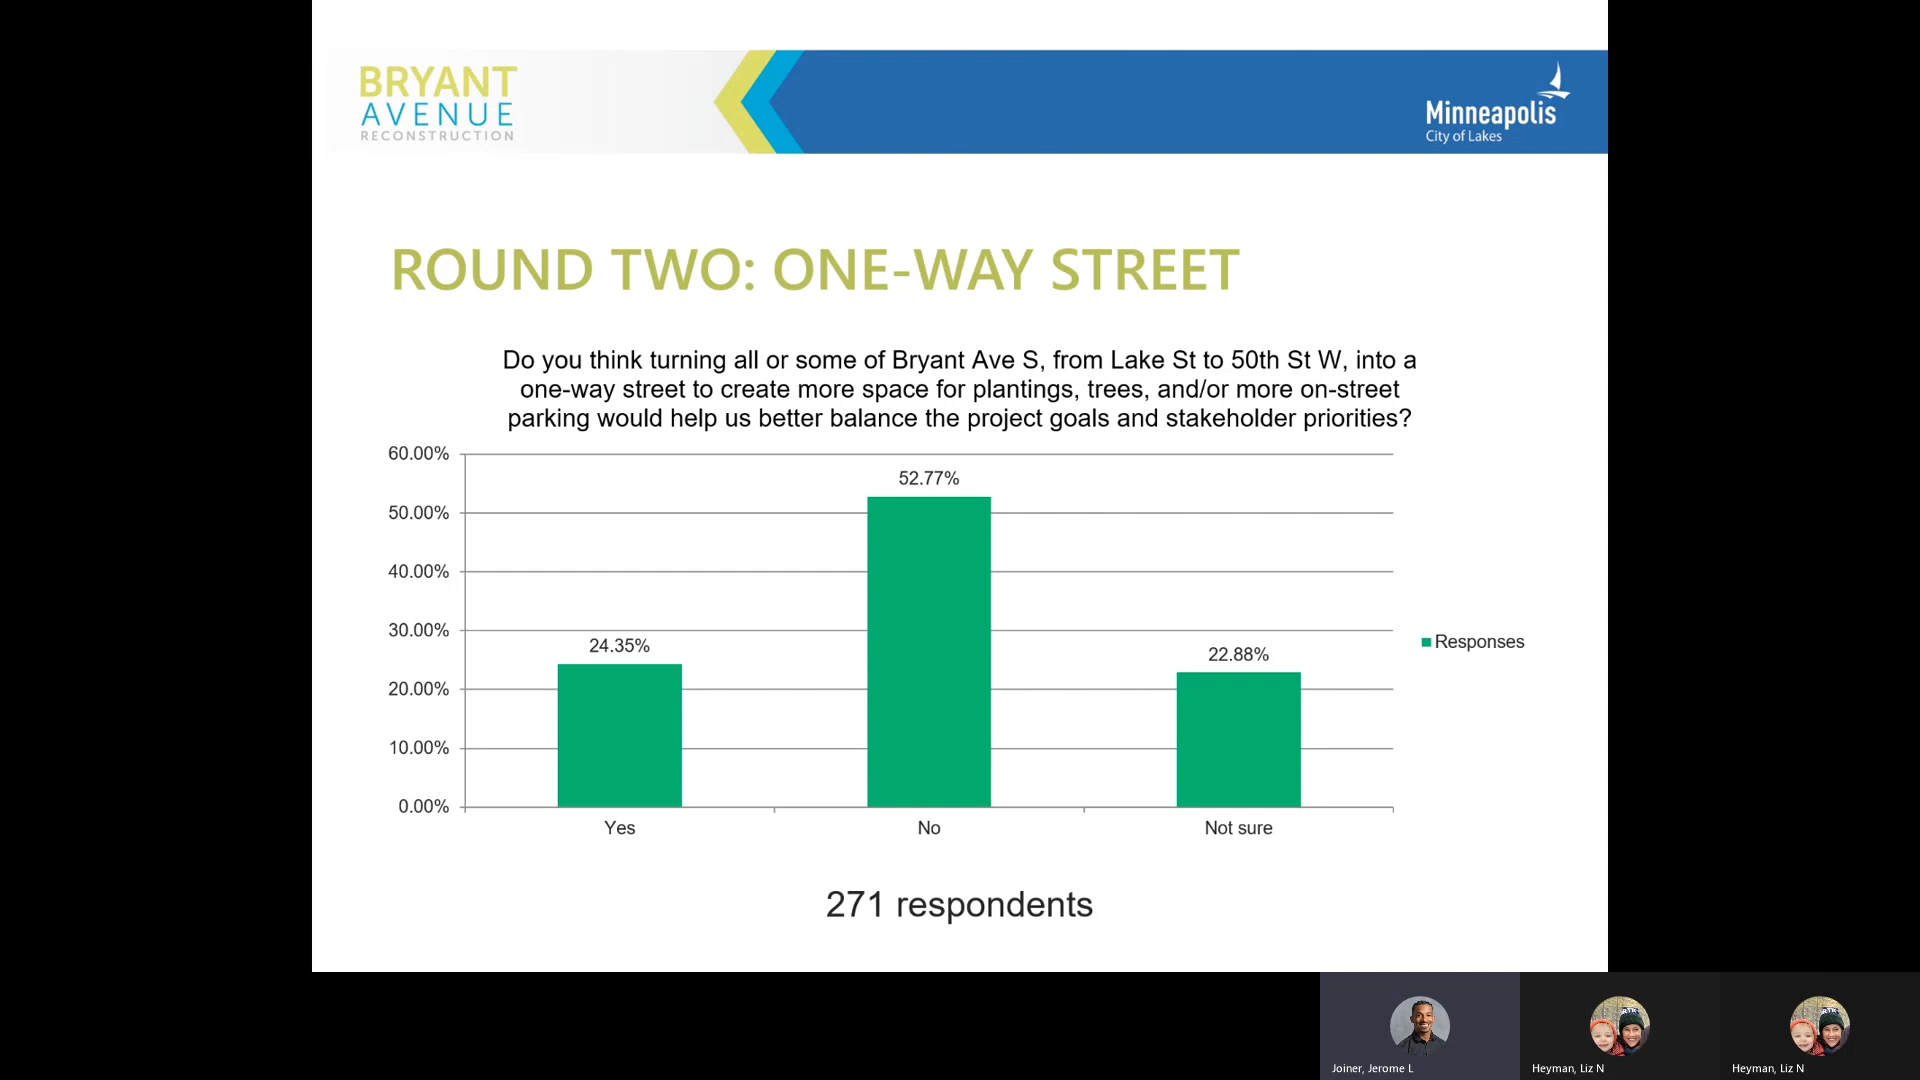 BRYANT
AVENUE
RECONSTRUCTION
Minneapolis
City of Lakes
ROUND TWO: ONE-WAY STREET
Do you think turning all or some of Bryant Ave S, from Lake St to 50th St W, into a
one-way street to create more space for plantings, trees, and/or more on-street
parking would help us better balance the project goals and stakeholder priorities?
60.00%
50.00%
40.00%
30.00%
20.00%
10.00%
0.00%
24.35%
52.77%
22.88%
Yes
No
Not sure
Responses
271 respondents
Joiner, Jerome L
Heyman, Liz N
Heyman, Liz N